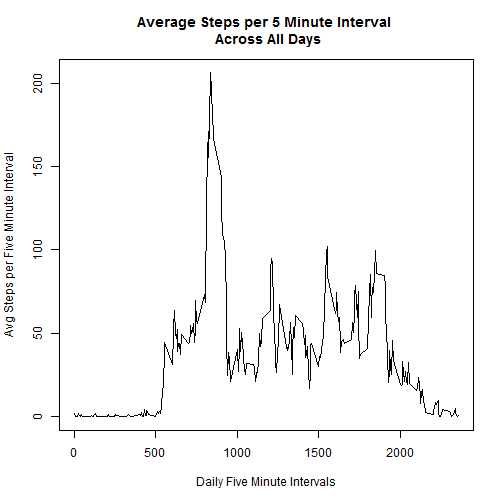 Average Steps per 5 Minute Interval
Across All Days
Avg Steps per Five Minute Interval
200
150
100
50
0
0 500 1000 1500 2000
Daily Five Minute Intervals